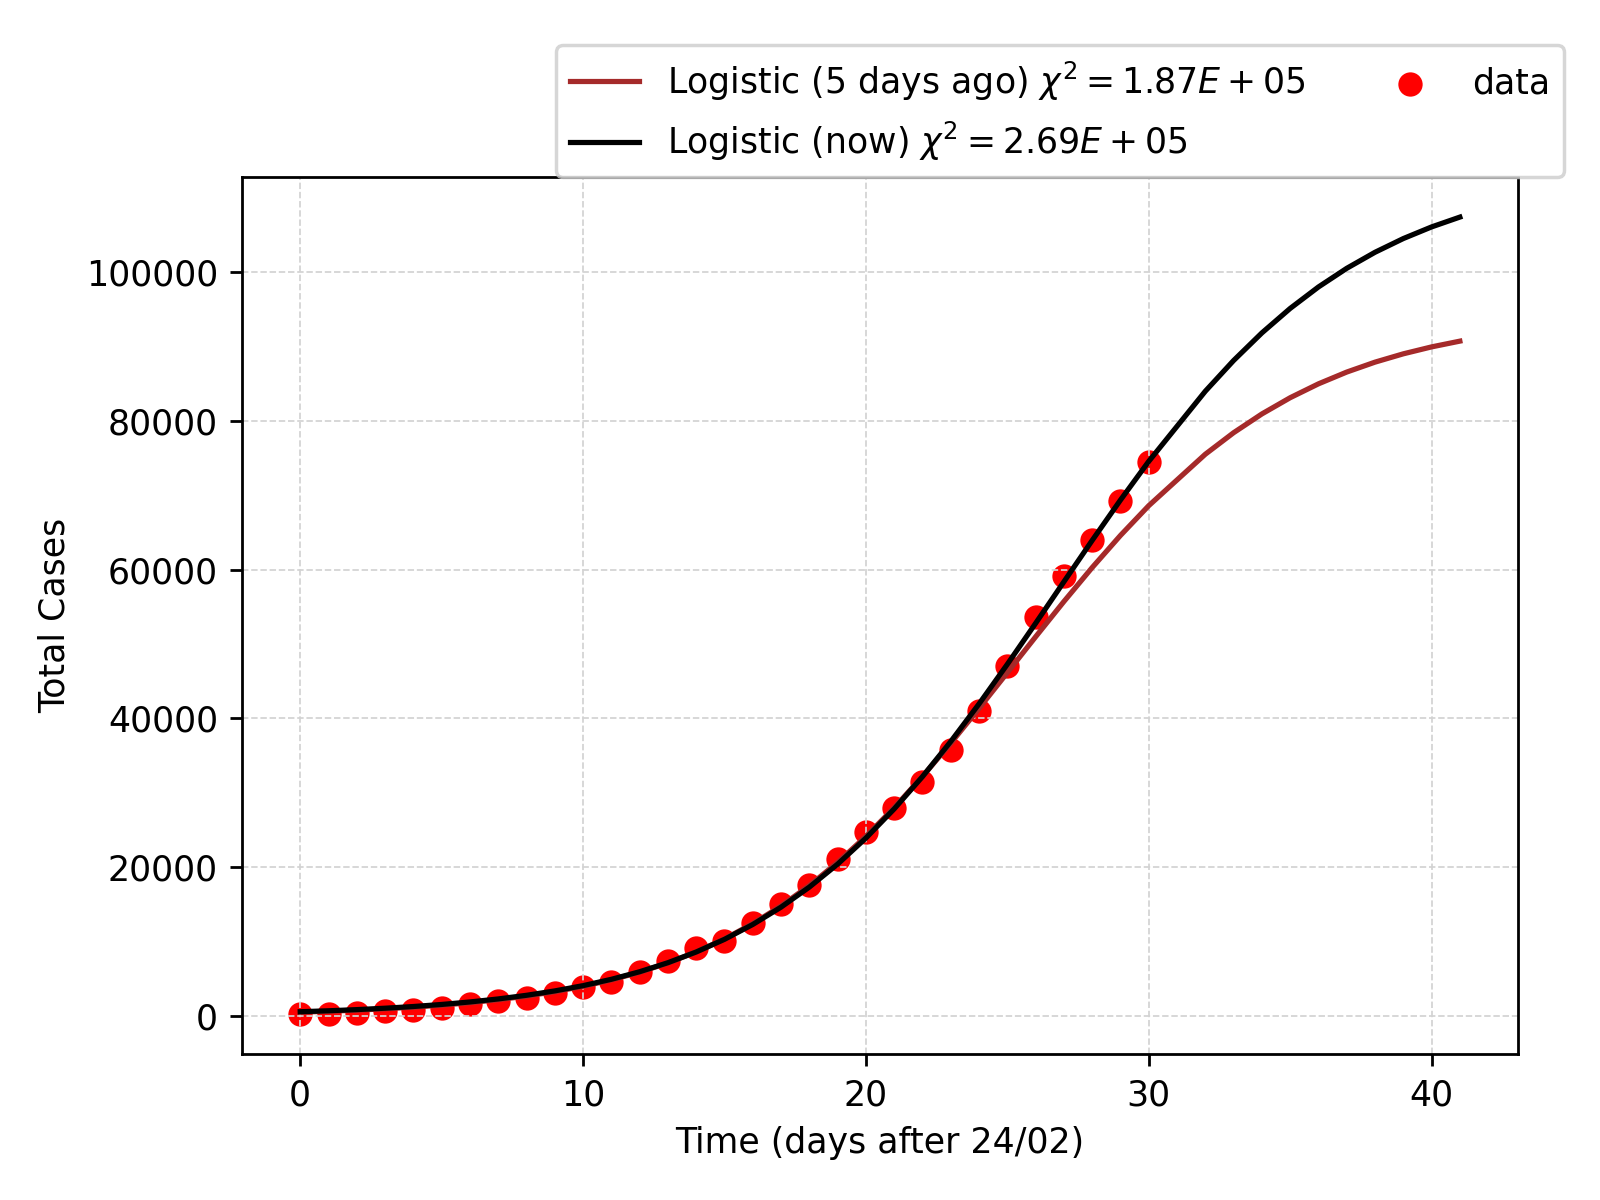 Logistic (5 days ago) χ² = 1.87E + 05
data
Logistic (now) χ² = 2.69E + 05
100000
80000
60000
40000
20000
0
Total Cases
0 10 20 30 40
Time (days after 24/02)